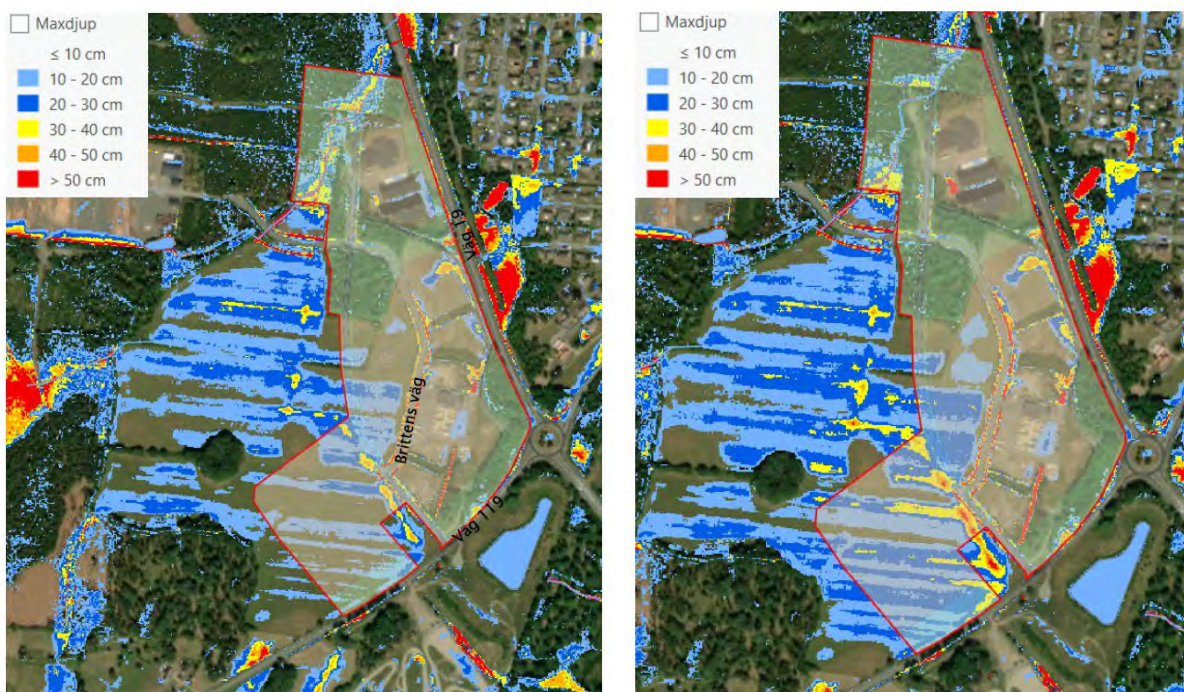 Maxdjup
≤ 10 cm
10 - 20 cm
20 - 30 cm
30 - 40 cm
40 - 50 cm
> 50 cm
Väg 19
Brittens väg
Väg 119
Maxdjup
≤ 10 cm
10 - 20 cm
20 - 30 cm
30 - 40 cm
40 - 50 cm
> 50 cm